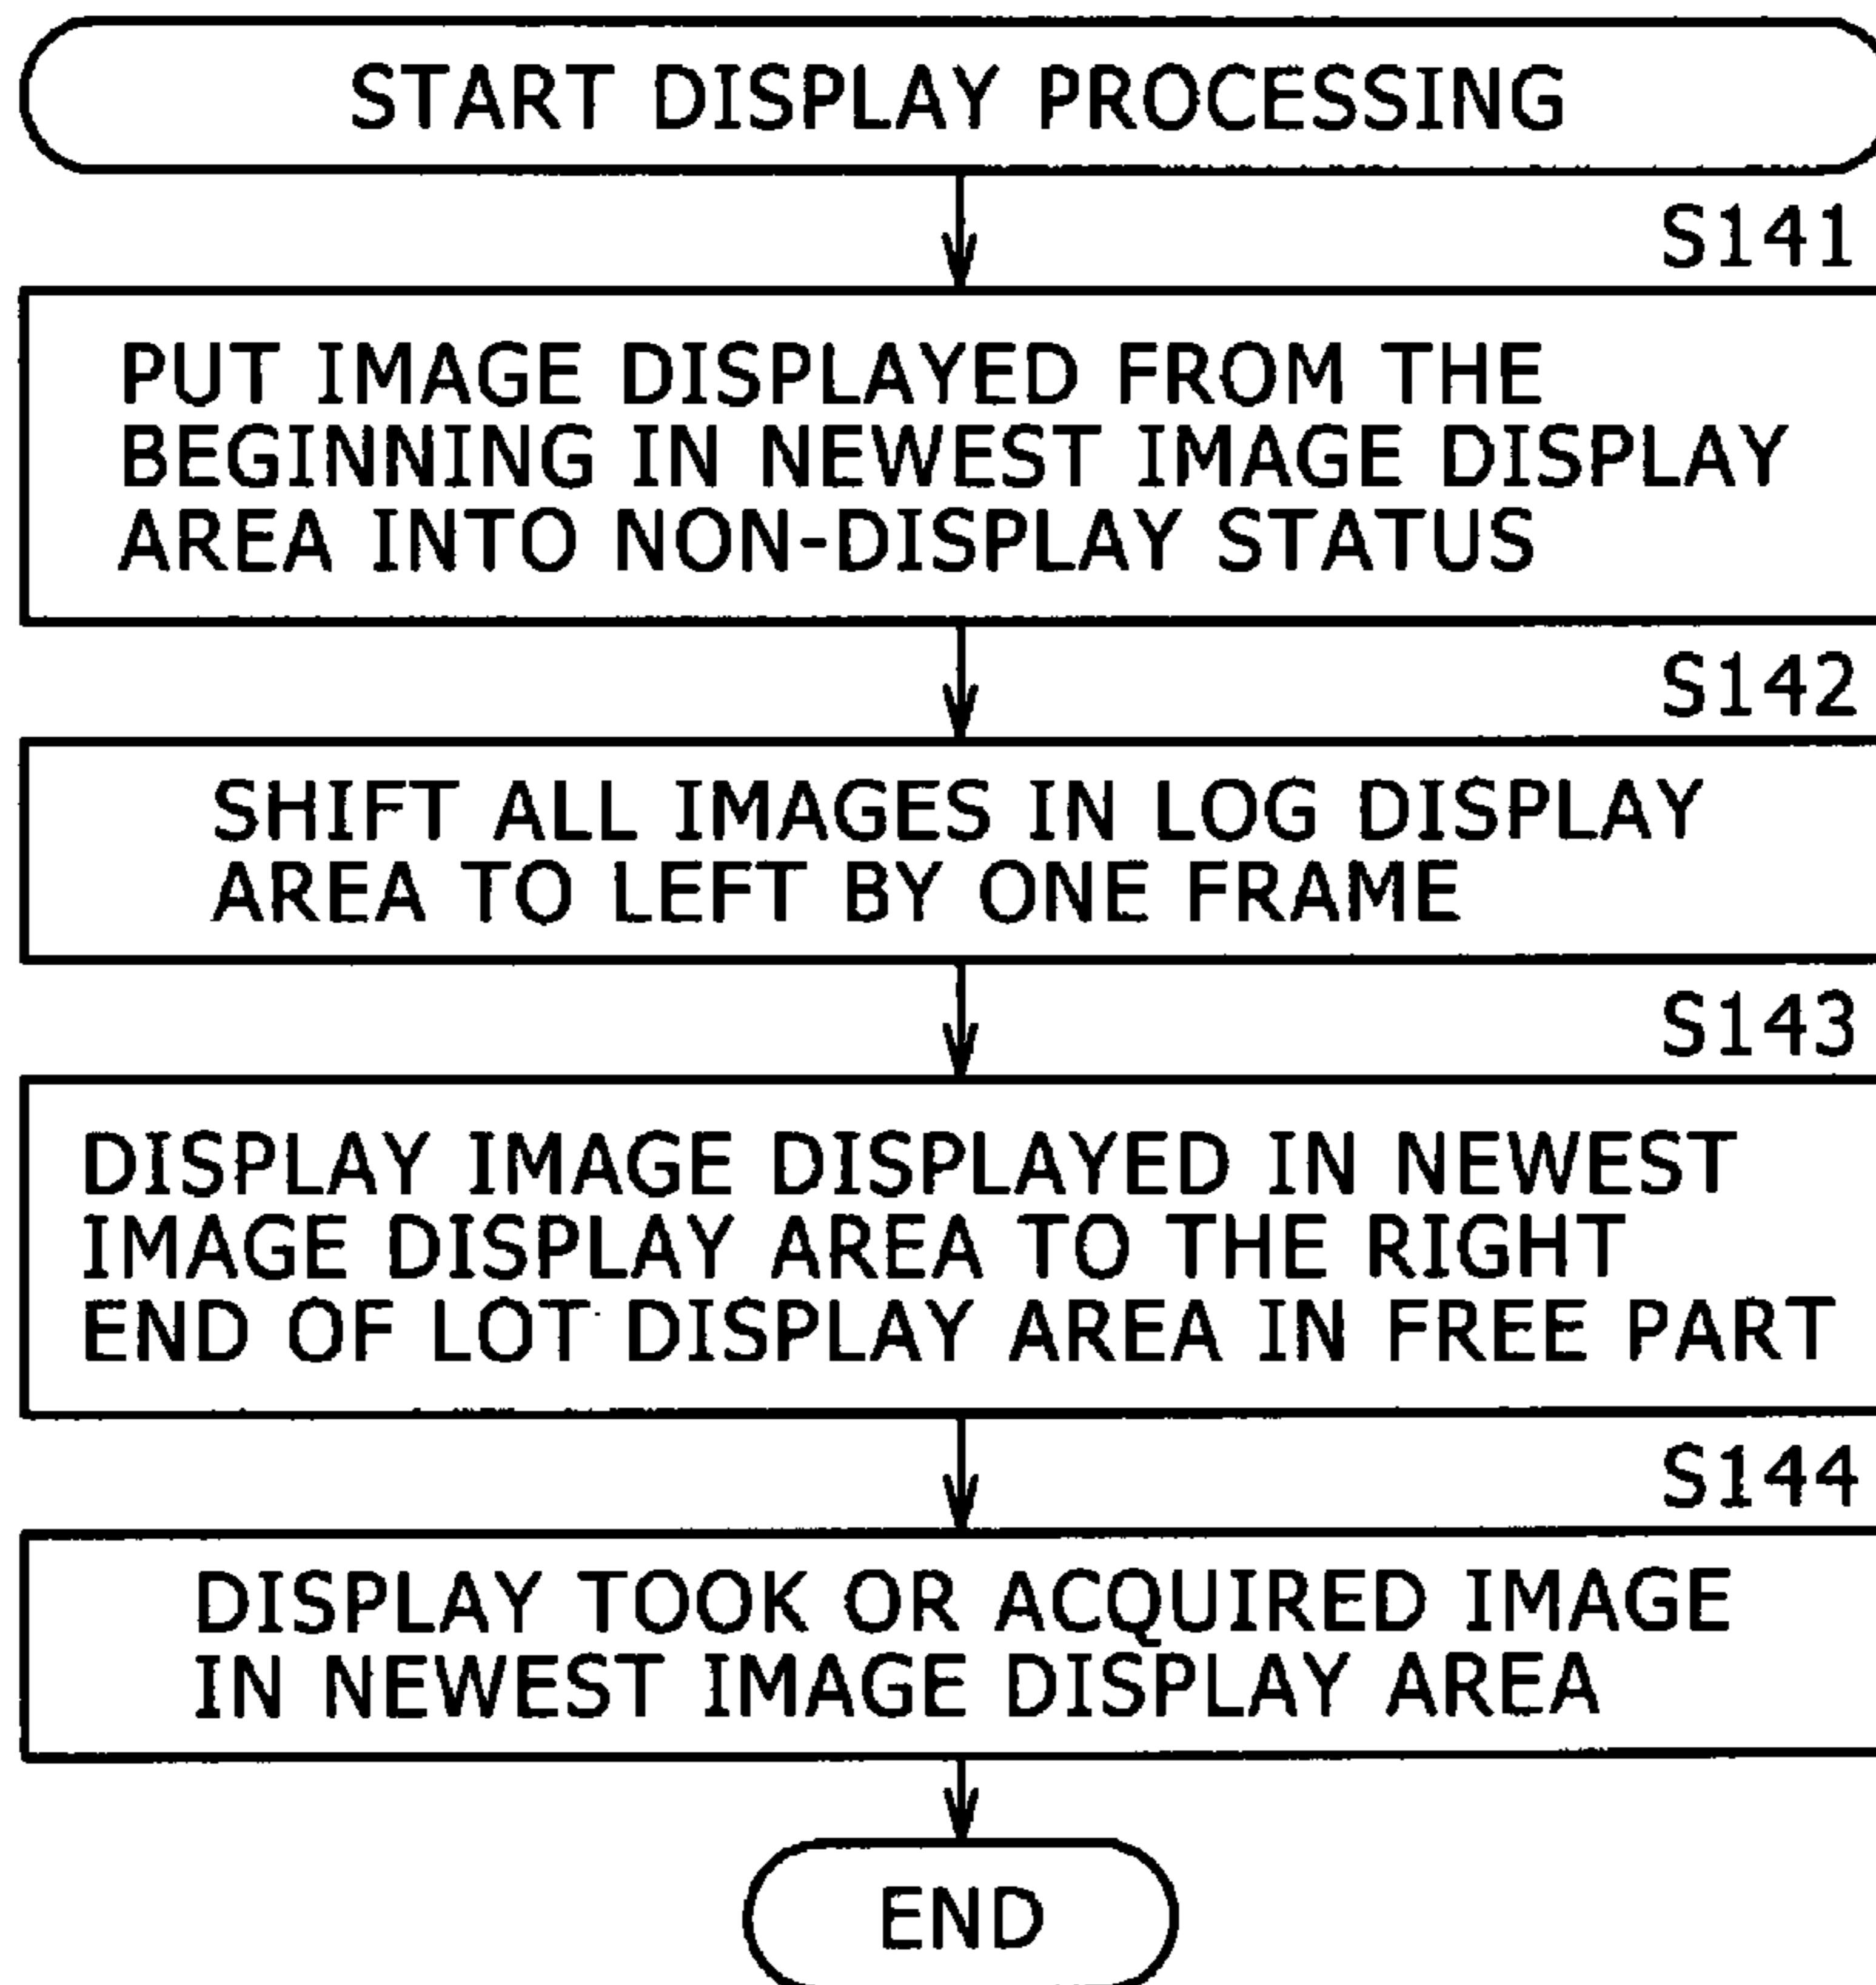 START DISPLAY PROCESSING
S141
PUT IMAGE DISPLAYED FROM THE
BEGINNING IN NEWEST IMAGE DISPLAY
AREA INTO NON-DISPLAY STATUS
S142
SHIFT ALL IMAGES IN LOG DISPLAY
AREA TO LEFT BY ONE FRAME
S143
DISPLAY IMAGE DISPLAYED IN NEWEST
IMAGE DISPLAY AREA TO THE RIGHT
END OF LOT DISPLAY AREA IN FREE PART
S144
DISPLAY TOOK OR ACQUIRED IMAGE
IN NEWEST IMAGE DISPLAY AREA
END